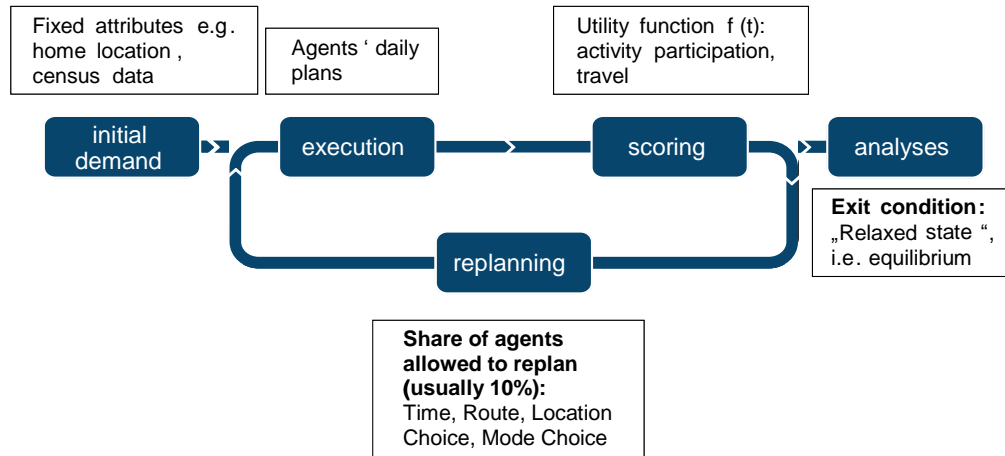 Fixed attributes e.g.
home location ,
census data
Agents ‘ daily
plans
Utility function f (t):
activity participation,
travel
initial
demand
execution
scoring
analyses
Exit condition:
„Relaxed state “,
i.e. equilibrium
replanning
Share of agents
allowed to replan
(usually 10%):
Time, Route, Location
Choice, Mode Choice